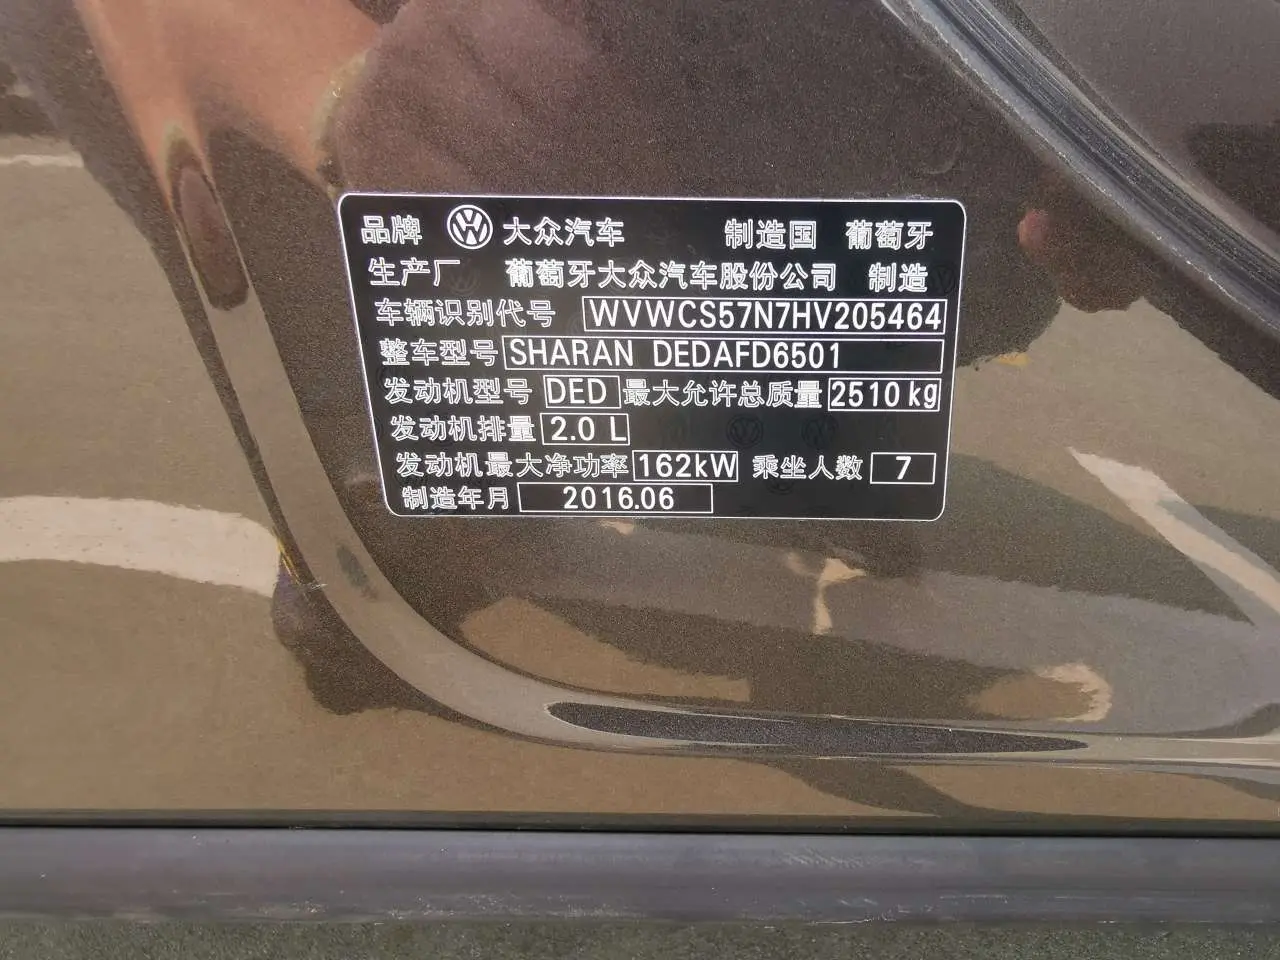 品牌 大众汽车 制造国 葡萄牙
生产厂 葡萄牙大众汽车股份公司 制造
车辆识别代号 WVWCS57N7HV205464
整车型号 SHARAN DEDAFD6501
发动机型号 DED 最大允许总质量 2510 kg
发动机排量 2.0 L
发动机最大净功率 162kW 乘坐人数 7
制造年月 2016.06